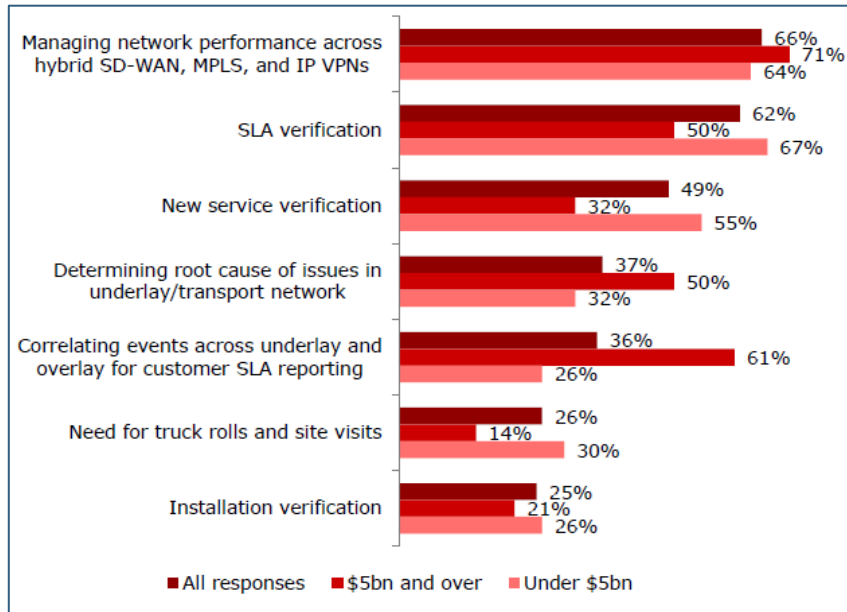 Managing network performance across
hybrid SD-WAN, MPLS, and IP VPNs
66%
71%
64%
SLA verification
62%
50%
67%
New service verification
49%
32%
55%
Determining root cause of issues in
underlay/transport network
37%
50%
32%
Correlating events across underlay and
overlay for customer SLA reporting
36%
61%
26%
Need for truck rolls and site visits
26%
14%
30%
Installation verification
25%
21%
26%
All responses $5bn and over Under $5bn